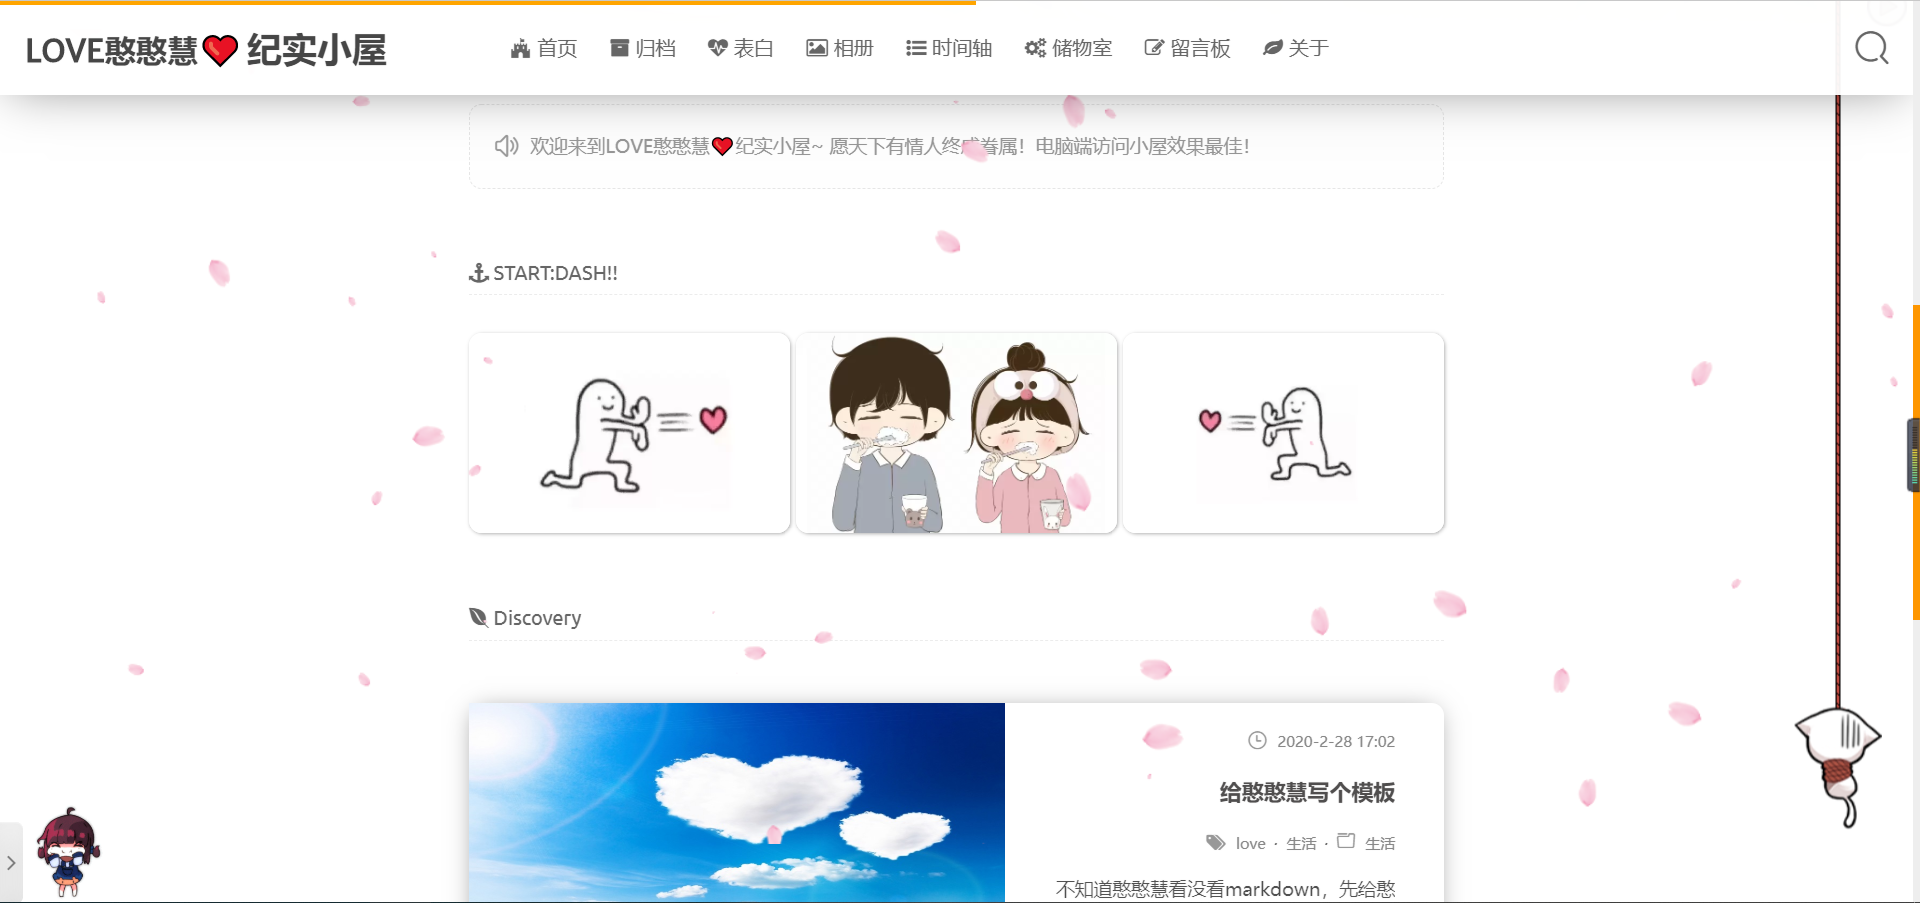 LOVE憨憨慧❤️纪实小屋
首页 归档 表白 相册 时间轴 储物室 留言板 关于
欢迎来到LOVE憨憨慧❤️纪实小屋~ 愿天下有情人终成眷属！电脑端访问小屋效果最佳！
START:DASH!!
Discovery
2020-2-28 17:02
给憨憨慧写个模板
love · 生活 · 生活
不知道憨憨慧看没看markdown，先给憨